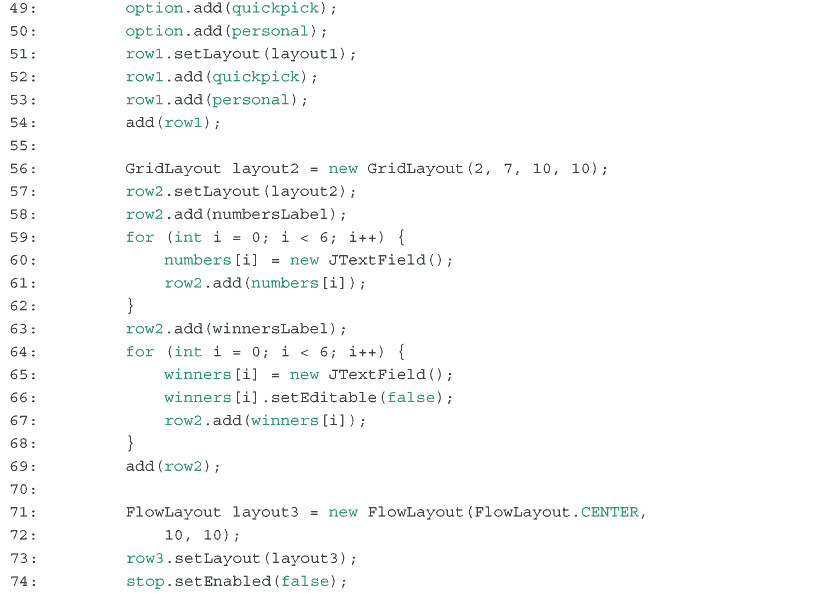 49:         option.add(quickpick);
50:         option.add(personal);
51:         row1.setLayout(layout1);
52:         row1.add(quickpick);
53:         row1.add(personal);
54:         add(row1);
55:
56:         GridLayout layout2 = new GridLayout(2, 7, 10, 10);
57:         row2.setLayout(layout2);
58:         row2.add(numbersLabel);
59:         for (int i = 0; i < 6; i++) {
60:             numbers[i] = new JTextField();
61:             row2.add(numbers[i]);
62:         }
63:         row2.add(winnersLabel);
64:         for (int i = 0; i < 6; i++) {
65:             winners[i] = new JTextField();
66:             winners[i].setEditable(false);
67:             row2.add(winners[i]);
68:         }
69:         add(row2);
70:
71:         FlowLayout layout3 = new FlowLayout(FlowLayout.CENTER,
72:             10, 10);
73:         row3.setLayout(layout3);
74:         stop.setEnabled(false);